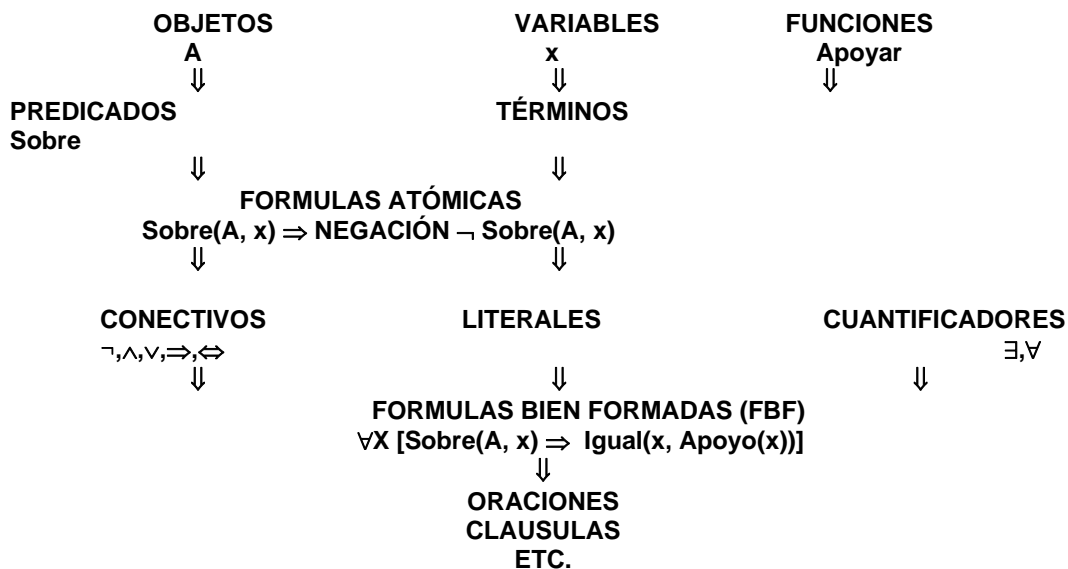 OBJETOS VARIABLES FUNCIONES
A x Apoyar
⇓ ⇓ ⇓
PREDICADOS TÉRMINOS
Sobre
⇓ ⇓
FORMULAS ATÓMICAS
Sobre(A, x) ⇒ NEGACIÓN ¬ Sobre(A, x)
⇓ ⇓
CONECTIVOS LITERALES CUANTIFICADORES
¬,∧,∨,⇒,⇔ ∃,∀
⇓ ⇓ ⇓
FORMULAS BIEN FORMADAS (FBF)
∀X [Sobre(A, x) ⇒ Igual(x, Apoyo(x))]
⇓
ORACIONES
CLAUSULAS
ETC.